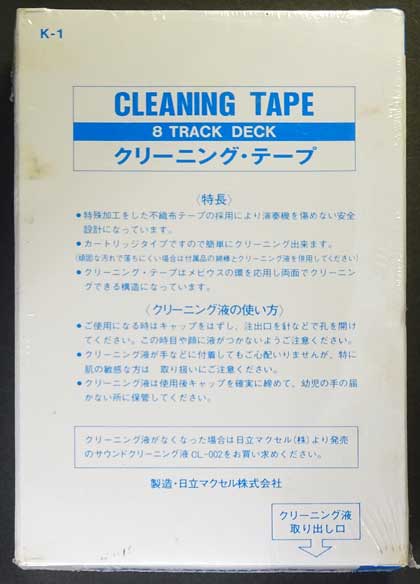 K-1
CLEANING TAPE
8 TRACK DECK
クリーニング・テープ
〈特長〉
●特殊加工をした不織布テープの採用により演奏機を傷めない安全
設計になっています。
●カートリッジタイプですので簡単にクリーニング出来ます。
(頑固な汚れで落ちにくい場合は付属品の綿棒とクリーニング液を併用してください)
●クリーニング・テープはメビウスの環を応用し両面でクリーニン
グできる構造になっています。
〈クリーニング液の使い方〉
●ご使用になる時はキャップをはずし、注出口を針などで孔を開け
てください。この時目や顔に液がつかないようご注意ください。
●クリーニング液が手などに付着してもご心配いりませんが、特に
肌の敏感な方は 取り扱いにご注意ください。
●クリーニング液は使用後キャップを確実に締めて、幼児の手の届
かない所に保管してください。
クリーニング液がなくなった場合は日立マクセル(株)より発売
のサウンドクリーニング液CL-002をお買い求めください。
製造・日立マクセル株式会社
クリーニング液
取り出し口